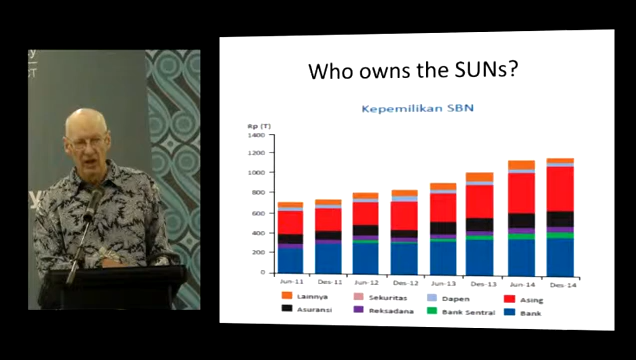 Who owns the SUNs?
Kepemilikan SBN
Rp (T)
1400
1200
1000
800
600
400
200
0
Jun-11 Des-11 Jun-12 Des-12 Jun-13 Des-13 Jun-14 Des-14
Lainnya Sekuritas Dapen Asing
Asuransi Reksadana Bank Sentral Bank